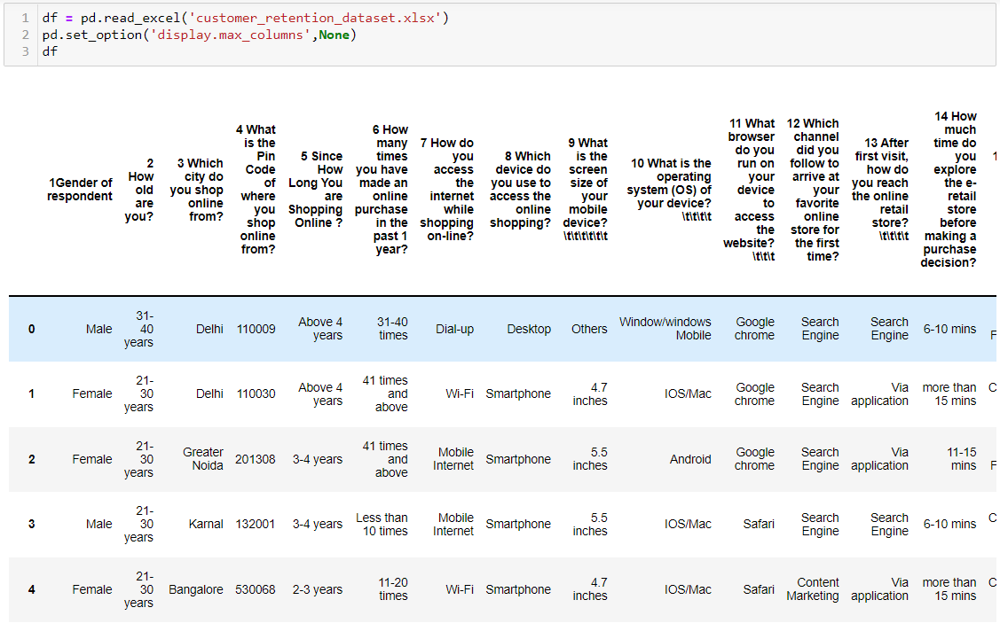 1 df = pd.read_excel('customer_retention_dataset.xlsx')
2 pd.set_option('display.max_columns',None)
3 df
1Gender of
respondent
2
How
old
are
you?
3 Which
city do
you shop
online
from?
4 What
is the
Pin
Code
of
where
you
shop
online
from?
5 Since
How
Long You
are
Shopping
Online ?
6 How
many
times
you have
made an
online
purchase
in the
past 1
year?
7 How do
you
access
the
internet
while
shopping
on-line?
8 Which
device do
you use to
access the
online
shopping?
9 What
is the
screen
size of
your
mobile
device?
\t\t\t\t\t\t
10 What is the
operating
system (OS) of
your device?
\t\t\t\t
11 What
browser
do you
run on
your
device
to
access
the
website?
\t\t\t
12 Which
channel
did you
follow to
arrive at
your
favorite
online
store for
the first
time?
13 After
first visit,
how do
you reach
the online
retail
store?
\t\t\t\t
14 How
much
time do
you
explore
the e-
retail
store
before
making a
purchase
decision?
0
Male
31-
40
years
Delhi
110009
Above 4
years
31-40
times
Dial-up
Desktop
Others
Window/windows
Mobile
Google
chrome
Search
Engine
Search
Engine
6-10 mins
1
Female
21-
30
years
Delhi
110030
Above 4
years
41 times
and
above
Wi-Fi
Smartphone
4.7
inches
IOS/Mac
Google
chrome
Search
Engine
Via
application
more than
15 mins
2
Female
21-
30
years
Greater
Noida
201308
3-4 years
41 times
and
above
Mobile
Internet
Smartphone
5.5
inches
Android
Google
chrome
Search
Engine
Via
application
11-15
mins
3
Male
21-
30
years
Karnal
132001
3-4 years
Less than
10 times
Mobile
Internet
Smartphone
5.5
inches
IOS/Mac
Safari
Search
Engine
Search
Engine
6-10 mins
4
Female
21-
30
years
Bangalore
530068
2-3 years
11-20
times
Wi-Fi
Smartphone
4.7
inches
IOS/Mac
Safari
Content
Marketing
Via
application
more than
15 mins